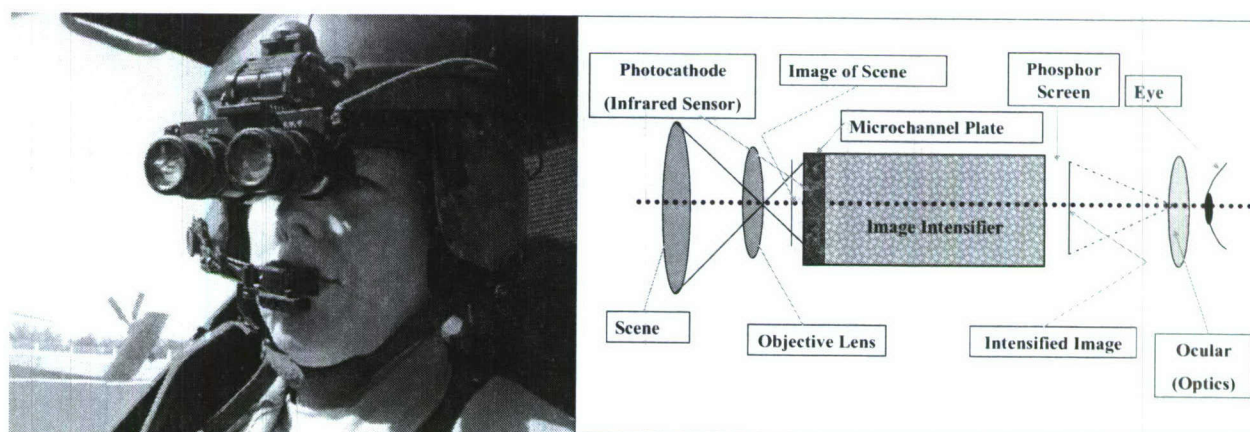 Photocathode
(Infrared Sensor)
Image of Scene
Phosphor
Screen
Eye
Microchannel Plate
Image Intensifier
Scene
Objective Lens
Intensified Image
Ocular
(Optics)